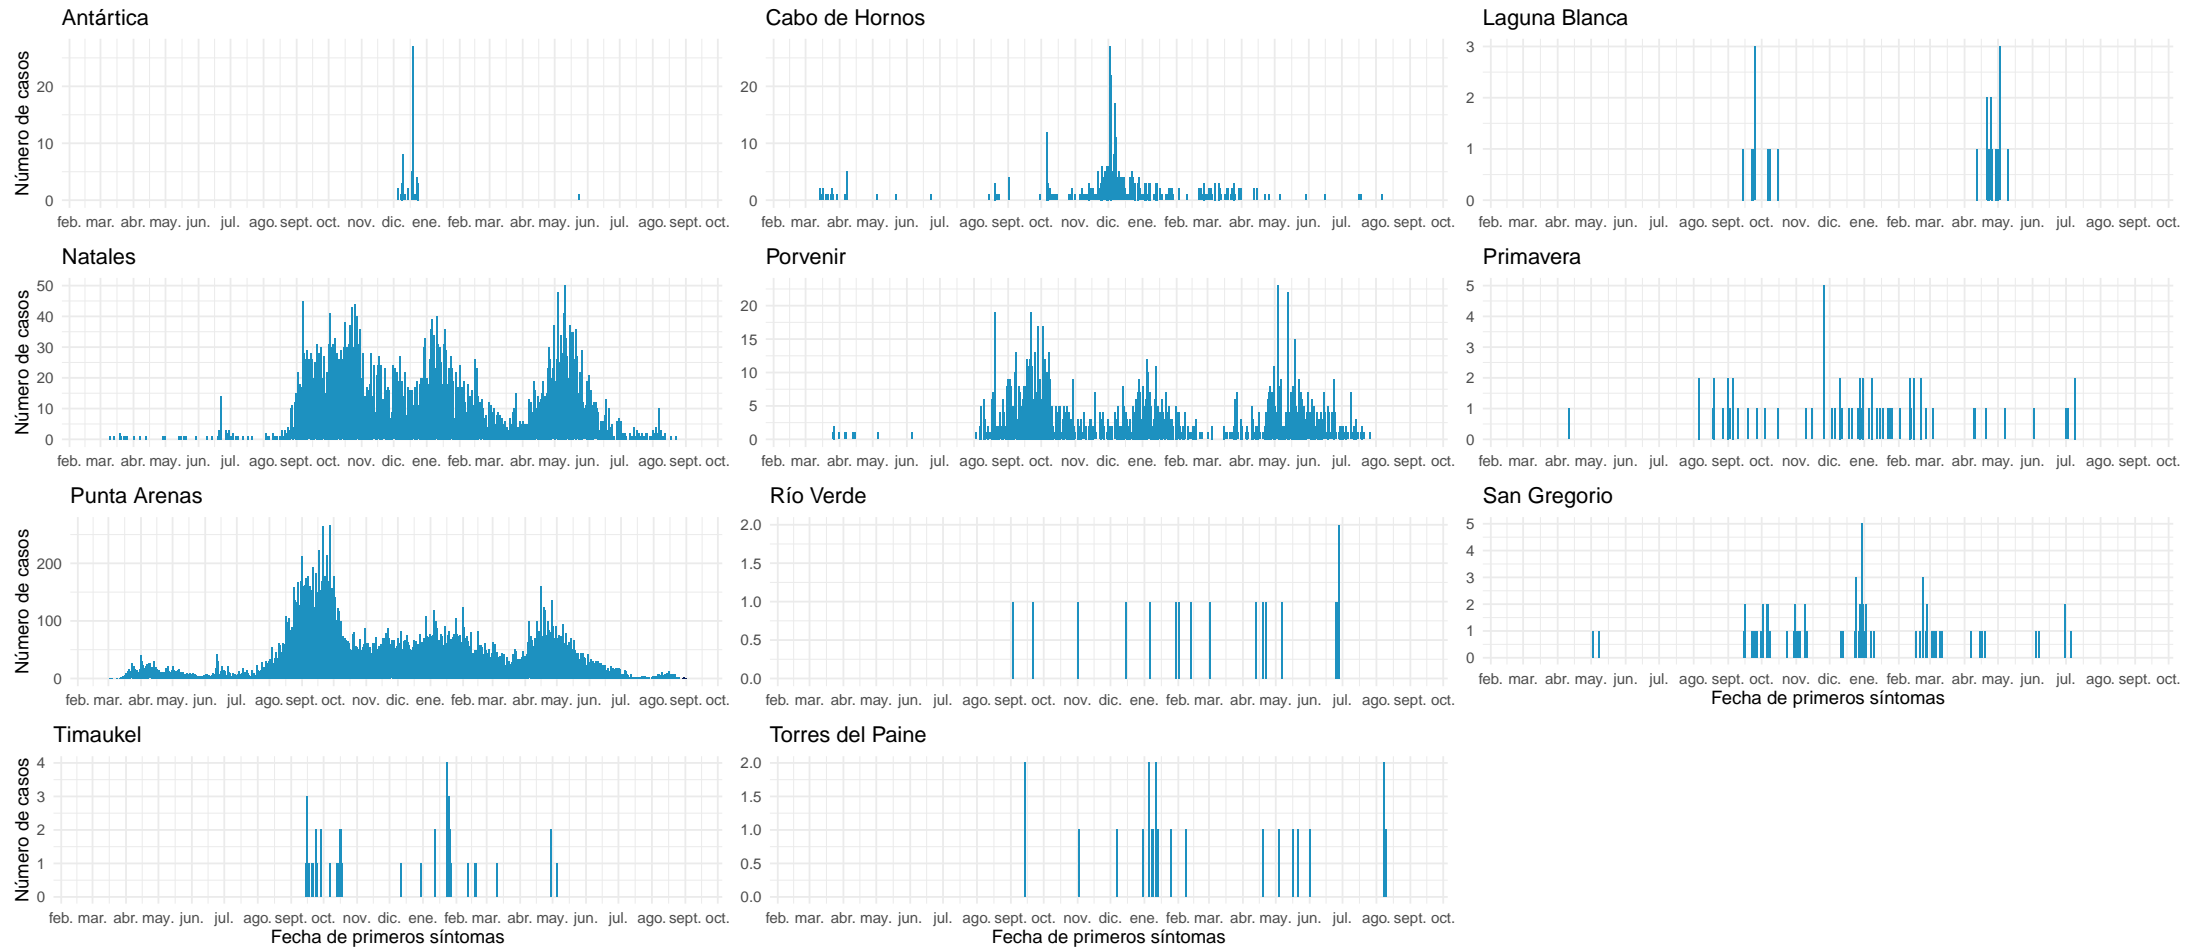 Antártica
Cabo de Hornos
Laguna Blanca
Número de casos
20
10
0
20
10
0
3
2
1
0
feb. mar. abr. may. jun. jul. ago. sept. oct. nov. dic. ene. feb. mar. abr. may. jun. jul. ago. sept. oct.
feb. mar. abr. may. jun. jul. ago. sept. oct. nov. dic. ene. feb. mar. abr. may. jun. jul. ago. sept. oct.
feb. mar. abr. may. jun. jul. ago. sept. oct. nov. dic. ene. feb. mar. abr. may. jun. jul. ago. sept. oct.
Natales
Porvenir
Primavera
Número de casos
50
40
30
20
10
0
20
15
10
5
0
5
4
3
2
1
0
feb. mar. abr. may. jun. jul. ago. sept. oct. nov. dic. ene. feb. mar. abr. may. jun. jul. ago. sept. oct.
feb. mar. abr. may. jun. jul. ago. sept. oct. nov. dic. ene. feb. mar. abr. may. jun. jul. ago. sept. oct.
feb. mar. abr. may. jun. jul. ago. sept. oct. nov. dic. ene. feb. mar. abr. may. jun. jul. ago. sept. oct.
Punta Arenas
Río Verde
San Gregorio
Número de casos
200
100
0
2.0
1.5
1.0
0.5
0.0
5
4
3
2
1
0
feb. mar. abr. may. jun. jul. ago. sept. oct. nov. dic. ene. feb. mar. abr. may. jun. jul. ago. sept. oct.
feb. mar. abr. may. jun. jul. ago. sept. oct. nov. dic. ene. feb. mar. abr. may. jun. jul. ago. sept. oct.
feb. mar. abr. may. jun. jul. ago. sept. oct. nov. dic. ene. feb. mar. abr. may. jun. jul. ago. sept. oct.
Fecha de primeros síntomas
Timaukel
Torres del Paine
Número de casos
4
3
2
1
0
2.0
1.5
1.0
0.5
0.0
feb. mar. abr. may. jun. jul. ago. sept. oct. nov. dic. ene. feb. mar. abr. may. jun. jul. ago. sept. oct.
feb. mar. abr. may. jun. jul. ago. sept. oct. nov. dic. ene. feb. mar. abr. may. jun. jul. ago. sept. oct.
Fecha de primeros síntomas
Fecha de primeros síntomas